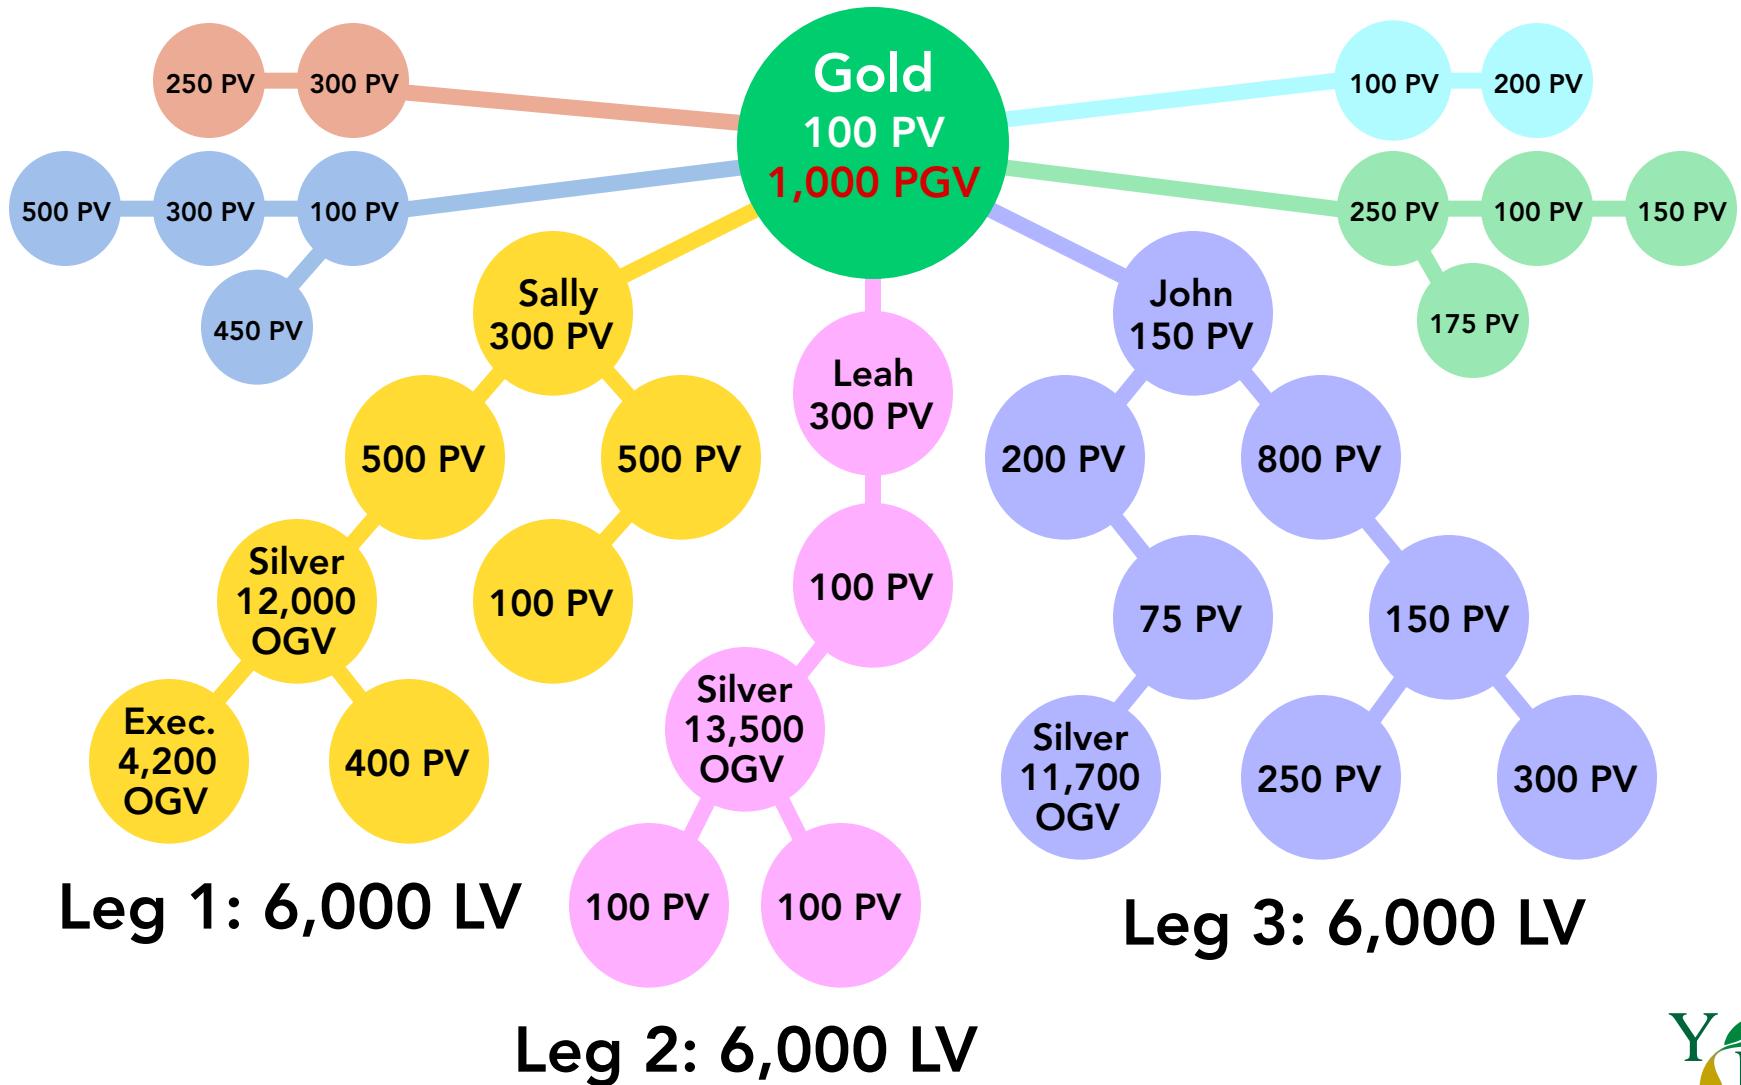 Gold
100 PV
1,000 PGV
250 PV
300 PV
100 PV
200 PV
500 PV
300 PV
100 PV
450 PV
250 PV
100 PV
150 PV
175 PV
Sally
300 PV
500 PV
500 PV
Silver
12,000
OGV
100 PV
Exec.
4,200
OGV
400 PV
Leg 1: 6,000 LV
Leah
300 PV
100 PV
Silver
13,500
OGV
100 PV
100 PV
Leg 2: 6,000 LV
John
150 PV
200 PV
800 PV
75 PV
150 PV
Silver
11,700
OGV
250 PV
300 PV
Leg 3: 6,000 LV
Y